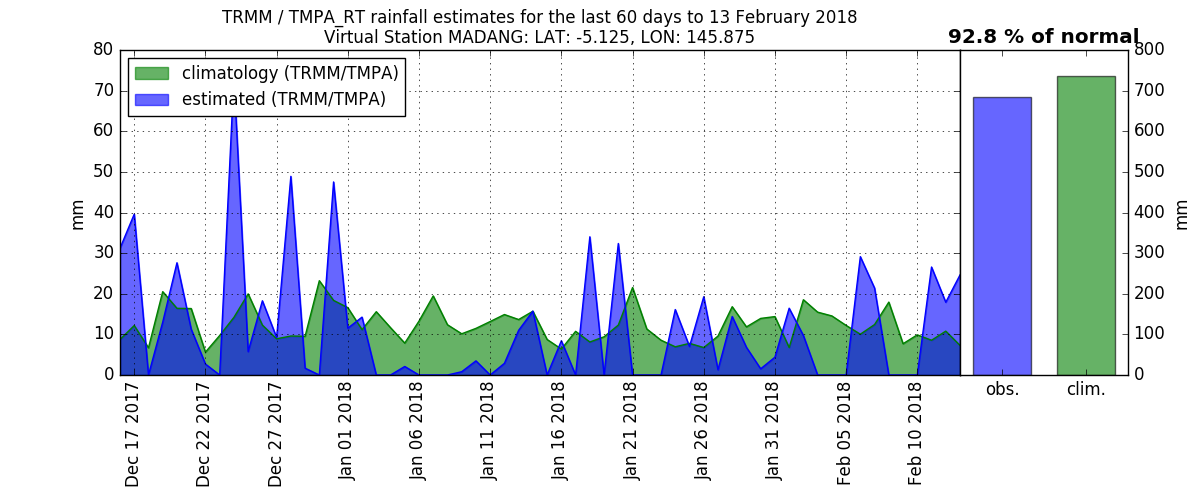 TRMM / TMPA_RT rainfall estimates for the last 60 days to 13 February 2018
Virtual Station MADANG: LAT: -5.125, LON: 145.875
92.8 % of normal
climatology (TRMM/TMPA)
estimated (TRMM/TMPA)
mm
80
70
60
50
40
30
20
10
0
Dec 17 2017
Dec 22 2017
Dec 27 2017
Jan 01 2018
Jan 06 2018
Jan 11 2018
Jan 16 2018
Jan 21 2018
Jan 26 2018
Jan 31 2018
Feb 05 2018
Feb 10 2018
obs.
clim.
800
700
600
500
400
300
200
100
0
mm